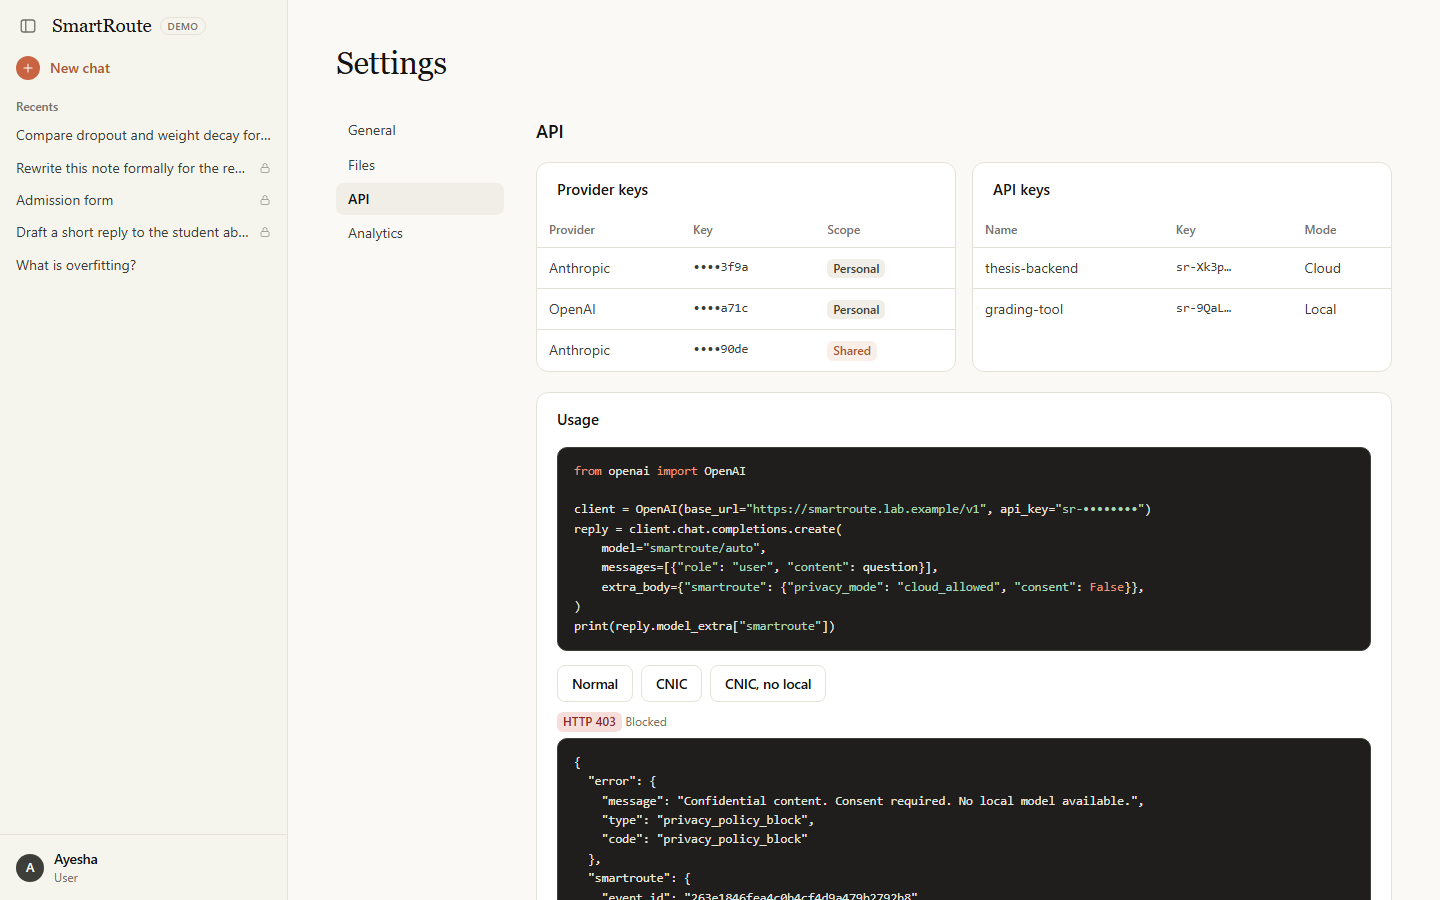 SmartRoute DEMO
New chat
Recents
Compare dropout and weight decay for...
Rewrite this note formally for the re...
Admission form
Draft a short reply to the student ab...
What is overfitting?
A
Ayesha
User
Settings
General
Files
API
Analytics
API
Provider keys
Provider Key Scope
Anthropic ••••3f9a Personal
OpenAI ••••a71c Personal
Anthropic ••••90de Shared
API keys
Name Key Mode
thesis-backend sr-Xk3p… Cloud
grading-tool sr-9QaL… Local
Usage
from openai import OpenAI
client = OpenAI(base_url="https://smartroute.lab.example/v1", api_key="sr-••••••••")
reply = client.chat.completions.create(
    model="smartroute/auto",
    messages=[{"role": "user", "content": question}],
    extra_body={"smartroute": {"privacy_mode": "cloud_allowed", "consent": False}},
)
print(reply.model_extra["smartroute"])
Normal CNIC CNIC, no local
HTTP 403 Blocked
{
  "error": {
    "message": "Confidential content. Consent required. No local model available.",
    "type": "privacy_policy_block",
    "code": "privacy_policy_block"
  },
  "smartroute": {
    "event_id": "263e1846fea4c0b4cf4d9a479b2792b8"